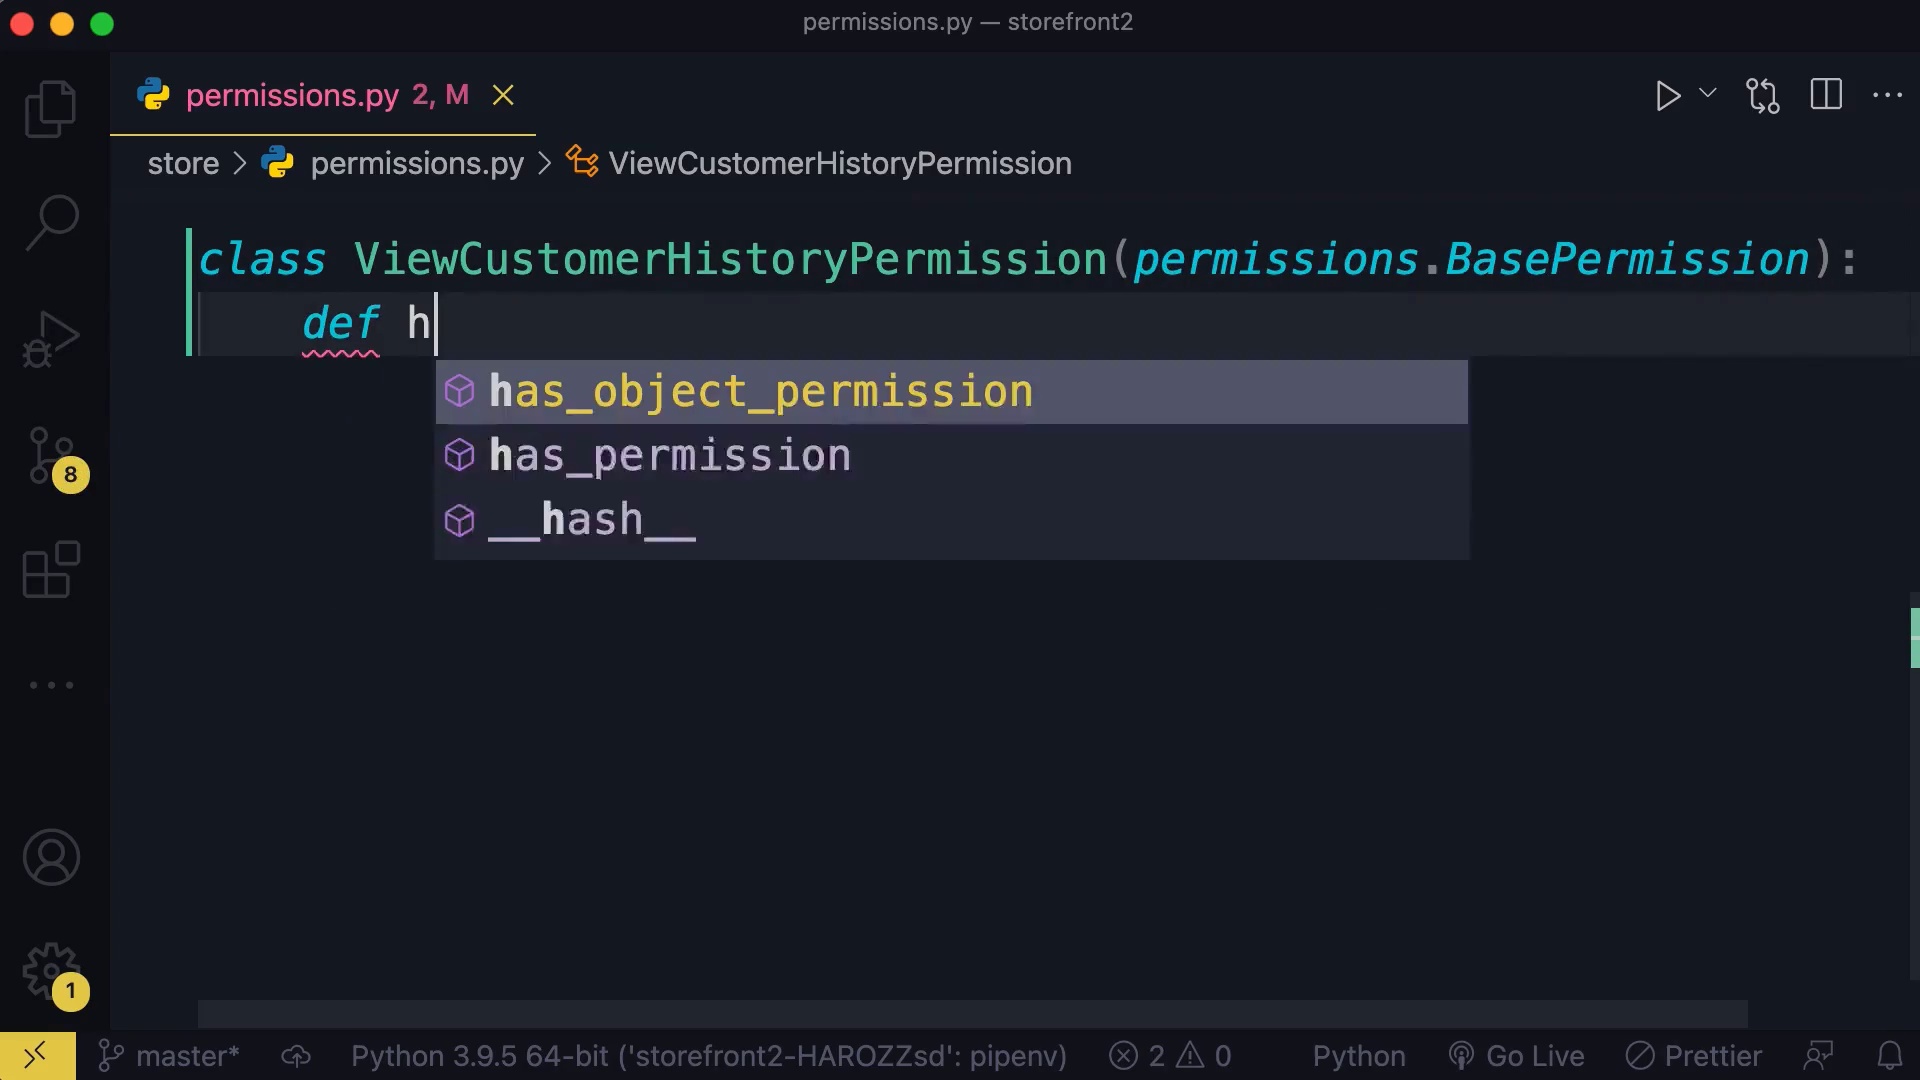 permissions.py — storefront2
permissions.py 2, M
store > permissions.py > ViewCustomerHistoryPermission
class ViewCustomerHistoryPermission(permissions.BasePermission):
def h
has_object_permission
has_permission
__hash__
8
1
master* Python 3.9.5 64-bit ('storefront2-HAROZZsd': pipenv) 2 0 Python Go Live Prettier